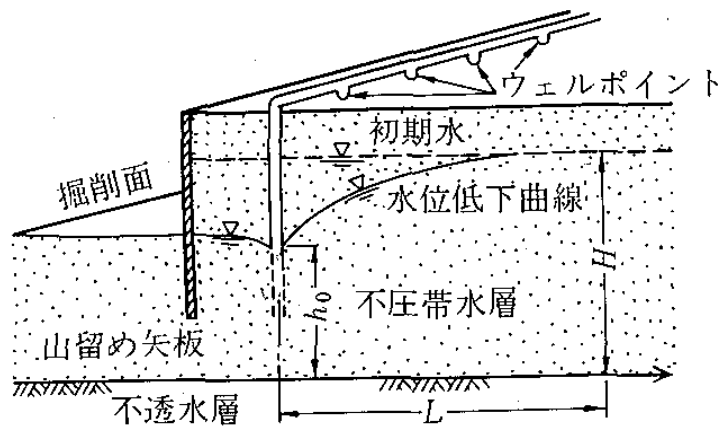 ウェルポイント
初期水
掘削面
水位低下曲線
H
h₀
不圧帯水層
山留め矢板
不透水層
L